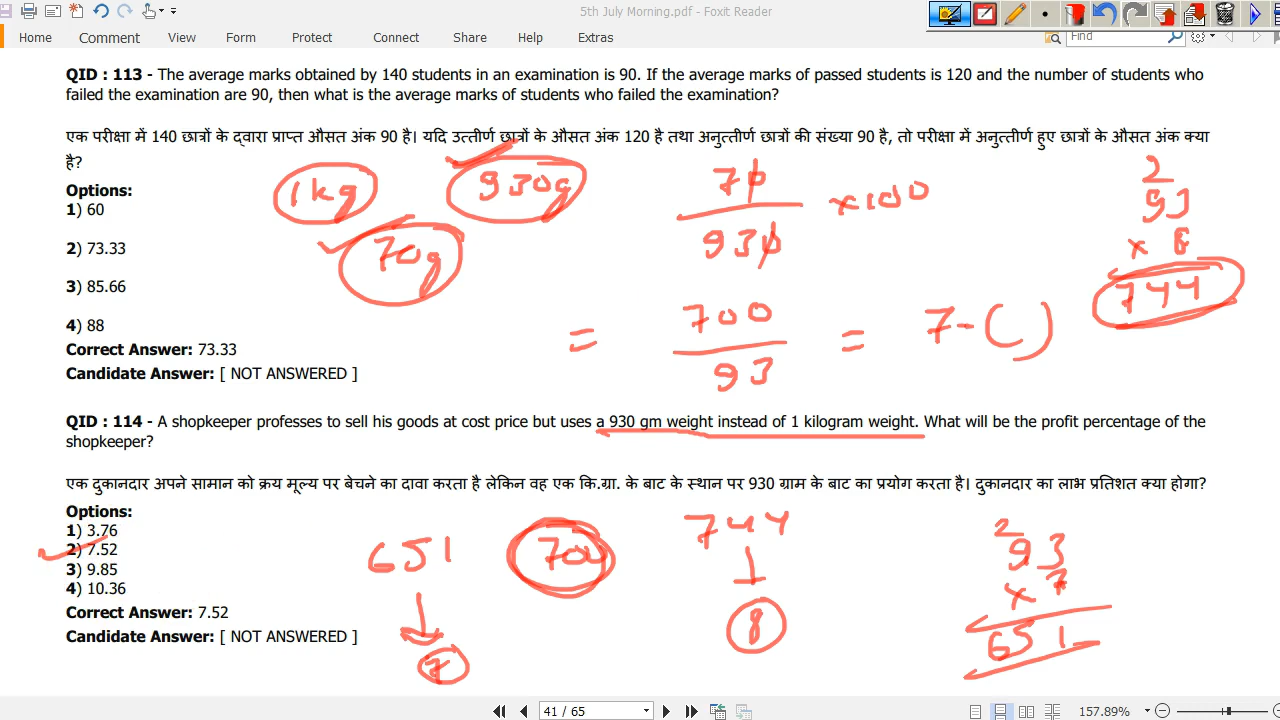 5th July Morning.pdf - Foxit Reader
Home Comment View Form Protect Connect Share Help Extras
Find
QID : 113 - The average marks obtained by 140 students in an examination is 90. If the average marks of passed students is 120 and the number of students who
failed the examination are 90, then what is the average marks of students who failed the examination?
एक परीक्षा में 140 छात्रों के द्वारा प्राप्त औसत अंक 90 है। यदि उत्तीर्ण छात्रों के औसत अंक 120 है तथा अनुत्तीर्ण छात्रों की संख्या 90 है, तो परीक्षा में अनुत्तीर्ण हुए छात्रों के औसत अंक क्या
है?
Options:
1) 60
2) 73.33
3) 85.66
4) 88
Correct Answer: 73.33
Candidate Answer: [ NOT ANSWERED ]
1kg 930g
70g
70
930 ×100
= 700
93 = 7.( )
2
93
× 8
744
QID : 114 - A shopkeeper professes to sell his goods at cost price but uses a 930 gm weight instead of 1 kilogram weight. What will be the profit percentage of the
shopkeeper?
एक दुकानदार अपने सामान को क्रय मूल्य पर बेचने का दावा करता है लेकिन वह एक कि.ग्रा. के बाट के स्थान पर 930 ग्राम के बाट का प्रयोग करता है। दुकानदार का लाभ प्रतिशत क्या होगा?
Options:
1) 3.76
2) 7.52
3) 9.85
4) 10.36
Correct Answer: 7.52
Candidate Answer: [ NOT ANSWERED ]
651 700 744
7 8
2
93
× 7
651
41 / 65
157.89%